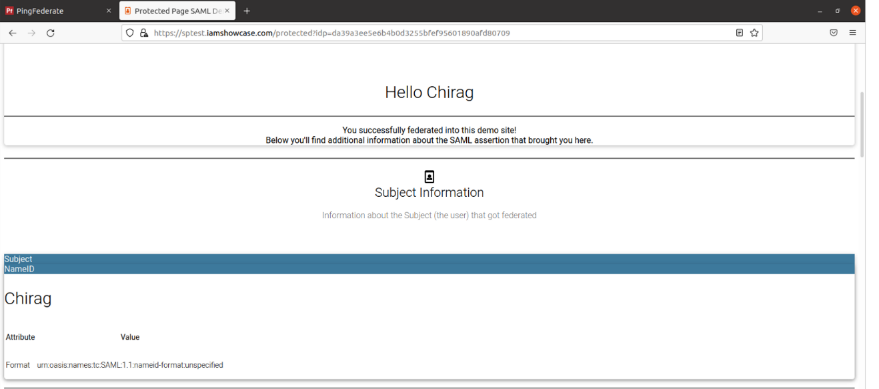 PingFederate
Protected Page SAML De
https://sptest.iamshowcase.com/protected?idp=da39a3ee5e6b4b0d3255bfef95601890afd80709
Hello Chirag
You successfully federated into this demo site!
Below you'll find additional information about the SAML assertion that brought you here.
Subject Information
Information about the Subject (the user) that got federated
Subject
NameID
Chirag
Attribute Value
Format urn:oasis:names:tc:SAML:1.1:nameid-format:unspecified